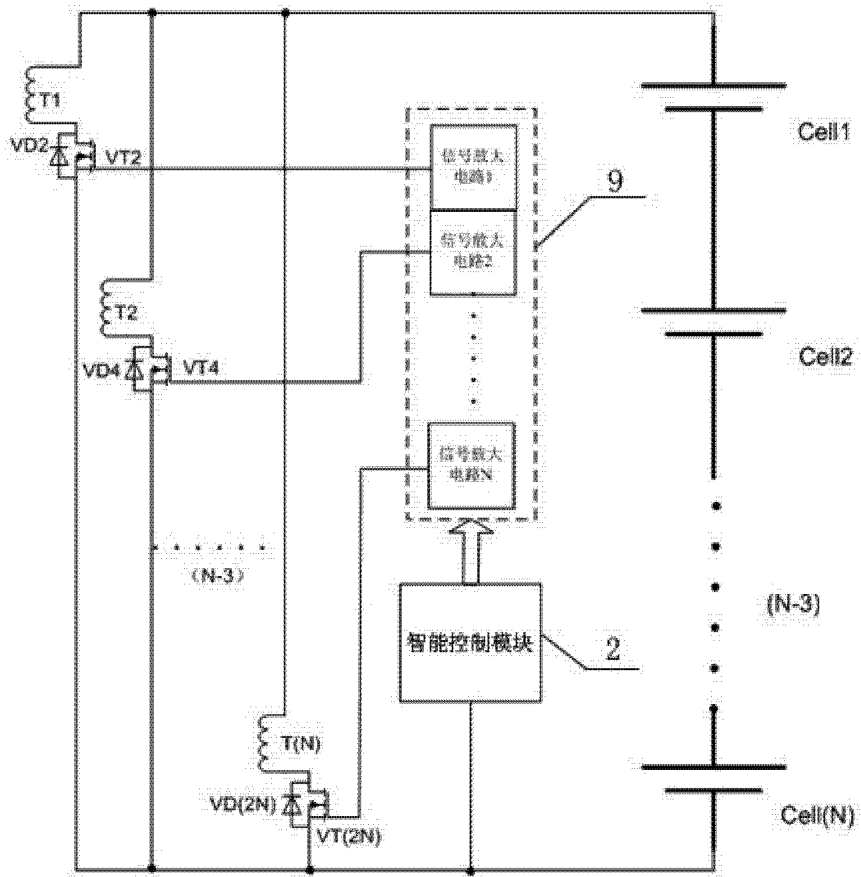 T1
VD2
VT2
信号放大
电路1
9
Cell1
信号放大
电路2
T2
VD4
VT4
Cell2
信号放大
电路N
(N-3)
(N-3)
智能控制模块
2
T(N)
VD(2N)
VT(2N)
Cell(N)